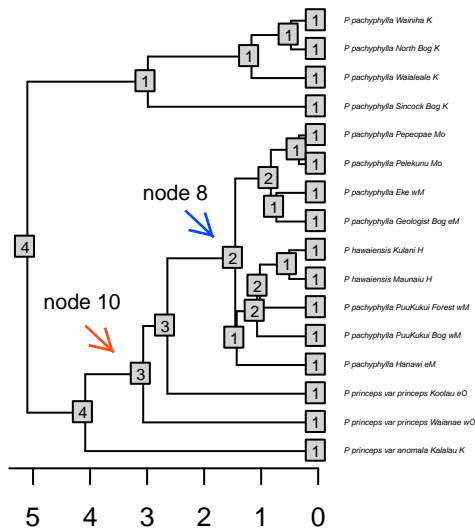 1 P pachyphylla Wainiha K
1
1 1 P pachyphylla North Bog K
1 1 P pachyphylla Waialeale K
1 P pachyphylla Sincock Bog K
1 P pachyphylla Pepeopae Mo
1
1 P pachyphylla Pelekunu Mo
2
node 8 1 P pachyphylla Eke wM
1
1 P pachyphylla Geologist Bog eM
4 2 1 P hawaiensis Kulani H
1
1 P hawaiensis Maunaiu H
2
node 10 2 1 P pachyphylla PuuKukui Forest wM
3 1 1 P pachyphylla PuuKukui Bog wM
1 P pachyphylla Hanawi eM
3
1 P princeps var princeps Koolau eO
4 1 P princeps var princeps Waianae wO
1 P princeps var anomala Kalalau K
5 4 3 2 1 0